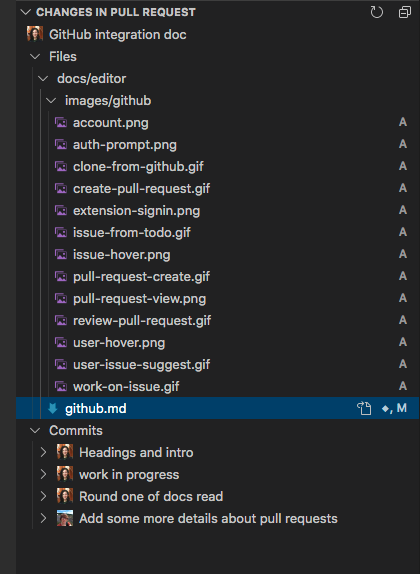 CHANGES IN PULL REQUEST
GitHub integration doc
Files
docs/editor
images/github
account.png A
auth-prompt.png A
clone-from-github.gif A
create-pull-request.gif A
extension-signin.png A
issue-from-todo.gif A
issue-hover.png A
pull-request-create.gif A
pull-request-view.png A
review-pull-request.gif A
user-hover.png A
user-issue-suggest.gif A
work-on-issue.gif A
github.md ⬥, M
Commits
Headings and intro
work in progress
Round one of docs read
Add some more details about pull requests